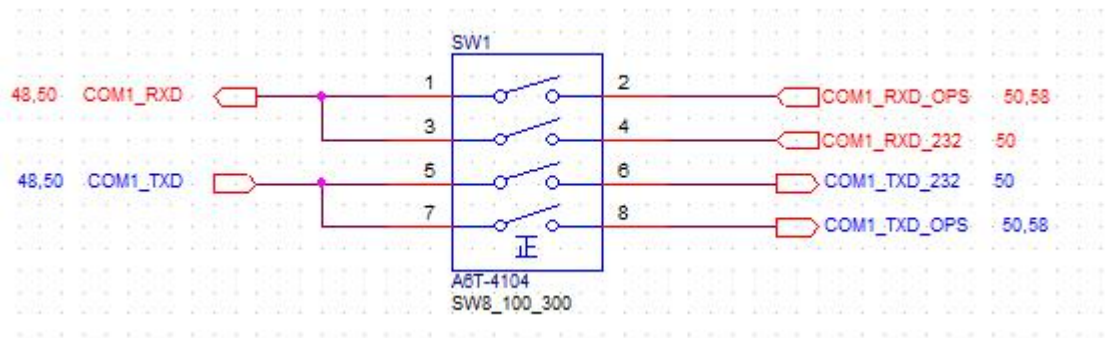 SW1
48,50 COM1_RXD 1 2 COM1_RXD_OPS 50,58
3 4 COM1_RXD_232 50
48,50 COM1_TXD 5 6 COM1_TXD_232 50
7 8 COM1_TXD_OPS 50,58
正
A6T-4104
SW8_100_300